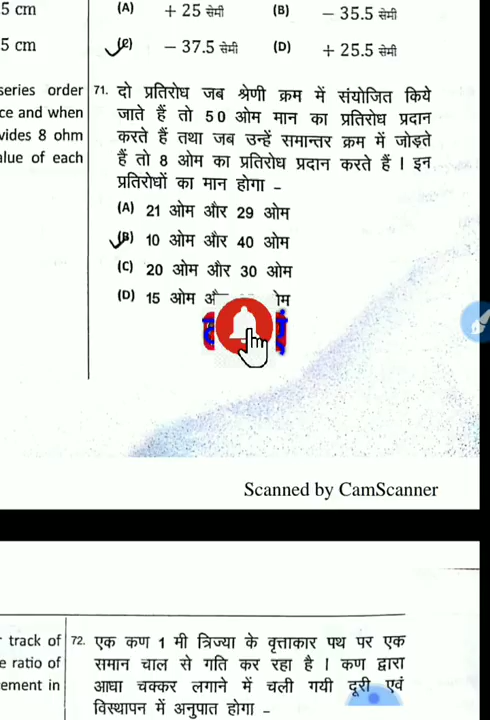 5 cm
(A) + 25 सेमी (B) – 35.5 सेमी
5 cm
(C) – 37.5 सेमी (D) + 25.5 सेमी
series order
ce and when
vides 8 ohm
alue of each
71. दो प्रतिरोध जब श्रेणी क्रम में संयोजित किये
जाते हैं तो 50 ओम मान का प्रतिरोध प्रदान
करते हैं तथा जब उन्हें समान्तर क्रम में जोड़ते
हैं तो 8 ओम का प्रतिरोध प्रदान करते हैं । इन
प्रतिरोधों का मान होगा –
(A) 21 ओम और 29 ओम
(B) 10 ओम और 40 ओम
(C) 20 ओम और 30 ओम
(D) 15 ओम
Scanned by CamScanner
track of
e ratio of
ement in
72. एक कण 1 मी त्रिज्या के वृत्ताकार पथ पर एक
समान चाल से गति कर रहा है । कण द्वारा
आधा चक्कर लगाने में चली गयी दूरी एवं
विस्थापन में अनुपात होगा –